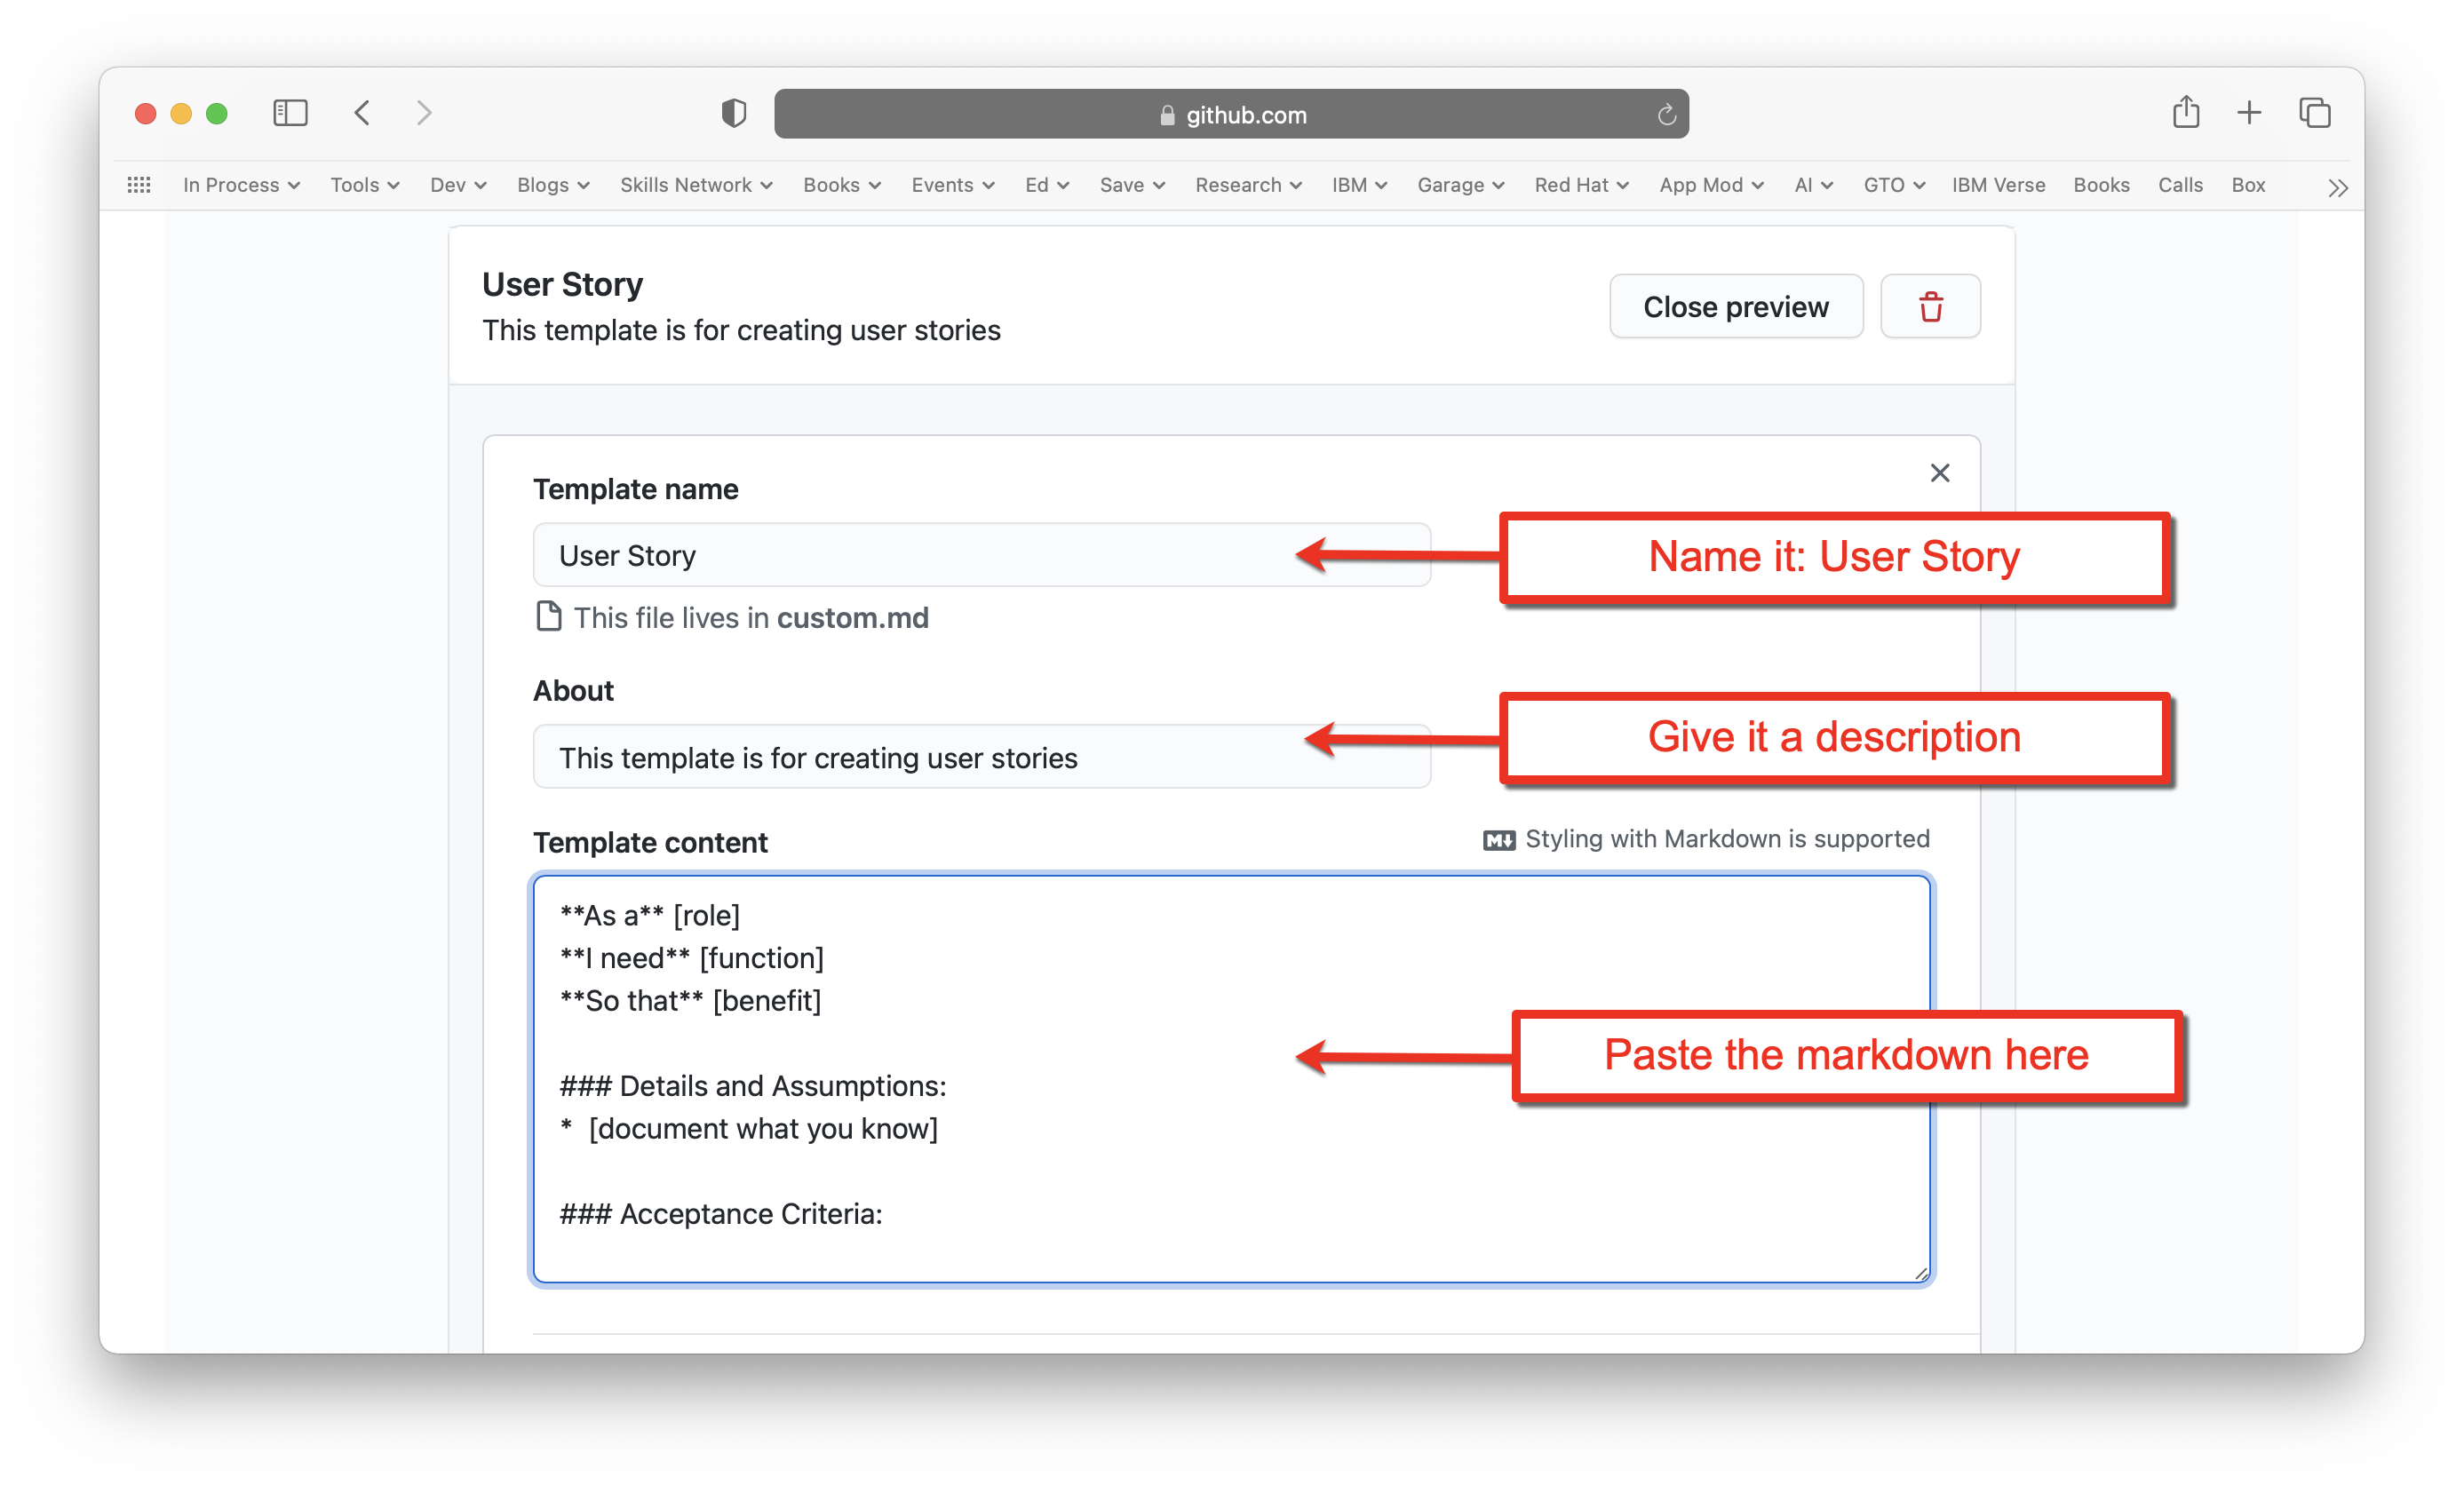 github.com
In Process Tools Dev Blogs Skills Network Books Events Ed Save Research IBM Garage Red Hat App Mod AI GTO IBM Verse Books Calls Box
User Story
Close preview
This template is for creating user stories
Template name
User Story
Name it: User Story
This file lives in custom.md
About
This template is for creating user stories
Give it a description
Template content
Styling with Markdown is supported
**As a** [role]
**I need** [function]
**So that** [benefit]
Paste the markdown here
### Details and Assumptions:
* [document what you know]
### Acceptance Criteria: